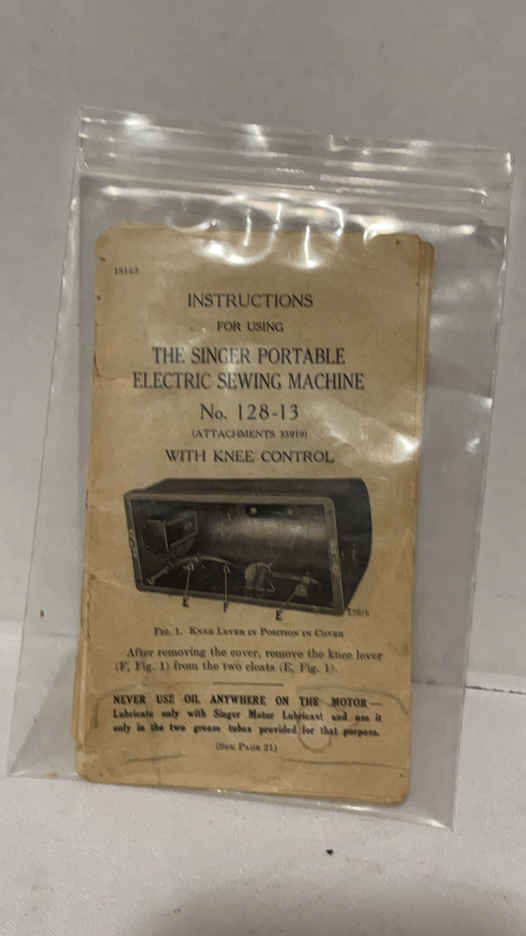 INSTRUCTIONS
FOR USING
THE SINGER PORTABLE
ELECTRIC SEWING MACHINE
No. 128-13
(ATTACHMENTS 33919)
WITH KNEE CONTROL
E F E
FIG. 1. KNEE LEVER IN POSITION IN COVER
After removing the cover, remove the knee lever
(F, Fig. 1) from the two cleats (E, Fig. 1).
NEVER USE OIL ANYWHERE ON THE MOTOR—
Lubricate only with Singer Motor Lubricant and use it
only in the two grease tubes provided for that purpose.
(SEE PAGE 21)